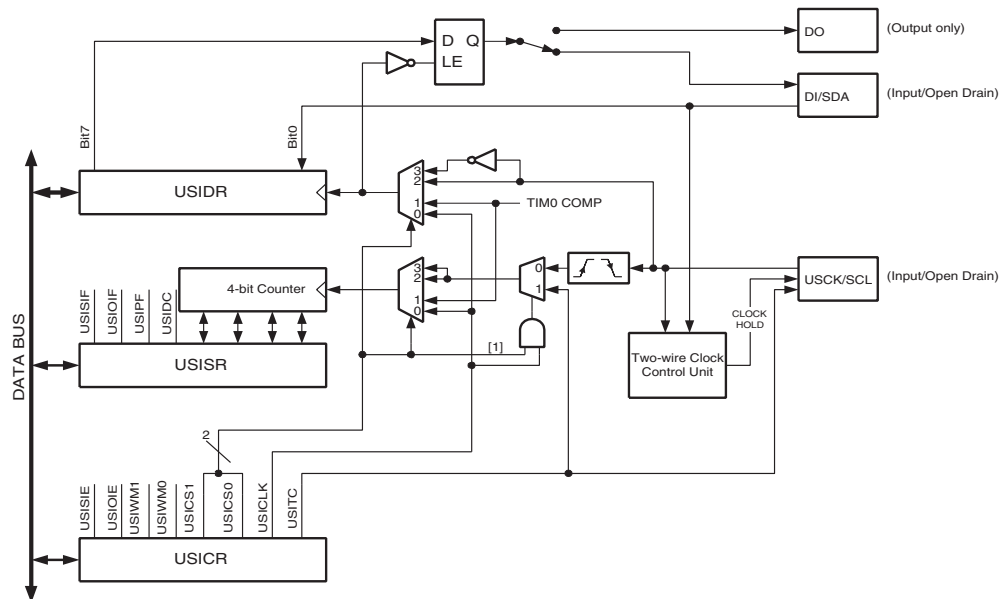 D Q
LE
DO
(Output only)
DI/SDA
(Input/Open Drain)
Bit7
Bit0
3
2
1
0
TIM0 COMP
USIDR
3
2
1
0
0
1
4-bit Counter
USCK/SCL
(Input/Open Drain)
CLOCK
HOLD
USISIF
USIOIF
USIPF
USIDC
USISR
[1]
Two-wire Clock
Control Unit
DATA BUS
2
USISIE
USIOIE
USIWM1
USIWM0
USICS1
USICS0
USICLK
USITC
USICR